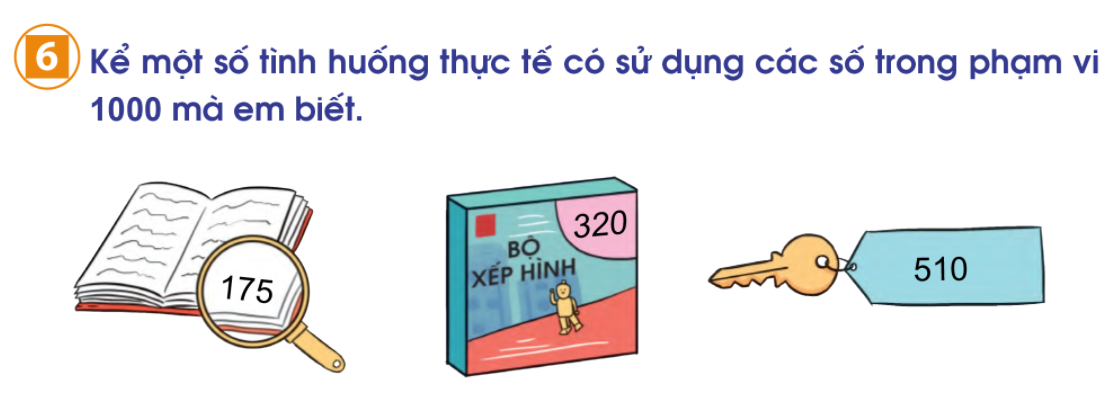 6 Kể một số tình huống thực tế có sử dụng các số trong phạm vi
1000 mà em biết.
175
320
BỘ
XẾP HÌNH
510